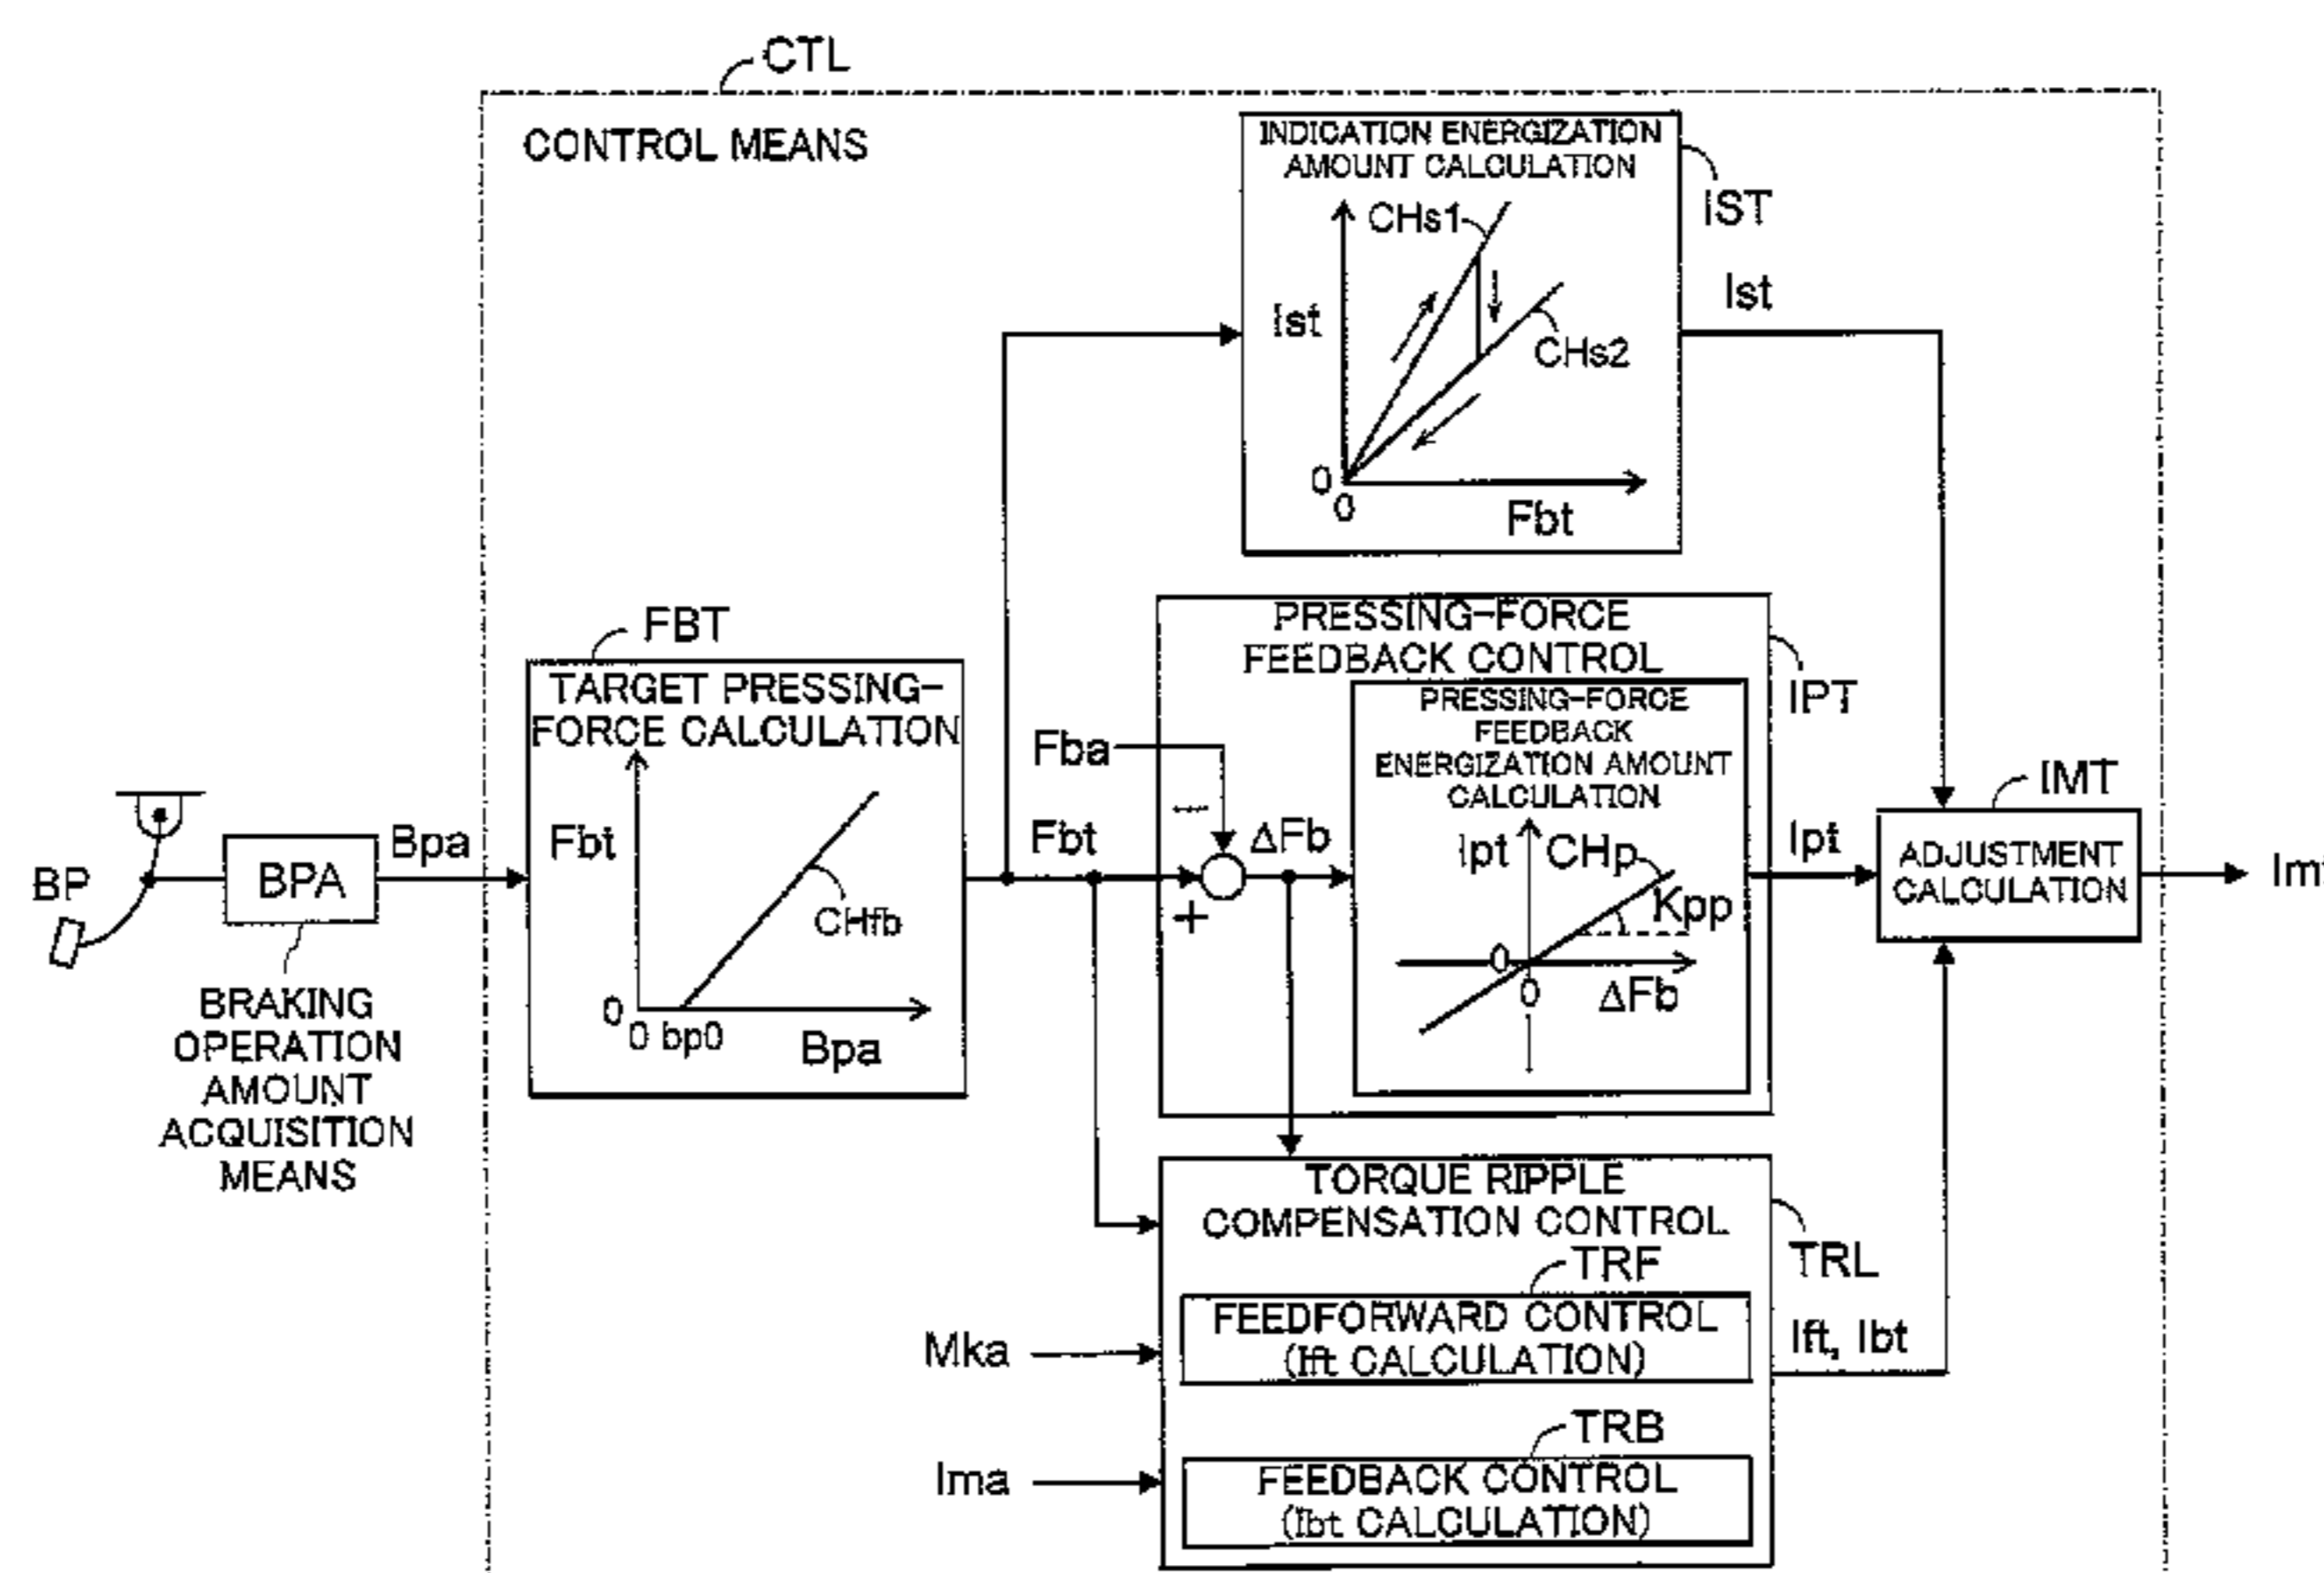 CTL
CONTROL MEANS
INDICATION ENERGIZATION
AMOUNT CALCULATION
IST
CHs1
Ist
CHs2
0
0
Fbt
Ist
FBT
TARGET PRESSING-
FORCE CALCULATION
Fbt
CHfb
0
0 bp0
Bpa
BP
BPA
Bpa
BRAKING
OPERATION
AMOUNT
ACQUISITION
MEANS
PRESSING-FORCE
FEEDBACK CONTROL
IPT
Fba
−
Fbt
+
ΔFb
PRESSING-FORCE
FEEDBACK
ENERGIZATION AMOUNT
CALCULATION
Ipt
CHp
Kpp
0
0
ΔFb
Ipt
IMT
ADJUSTMENT
CALCULATION
TORQUE RIPPLE
COMPENSATION CONTROL
TRL
TRF
FEEDFORWARD CONTROL
(Ift CALCULATION)
Mka
Ift, Ibt
TRB
FEEDBACK CONTROL
(Ibt CALCULATION)
Ima